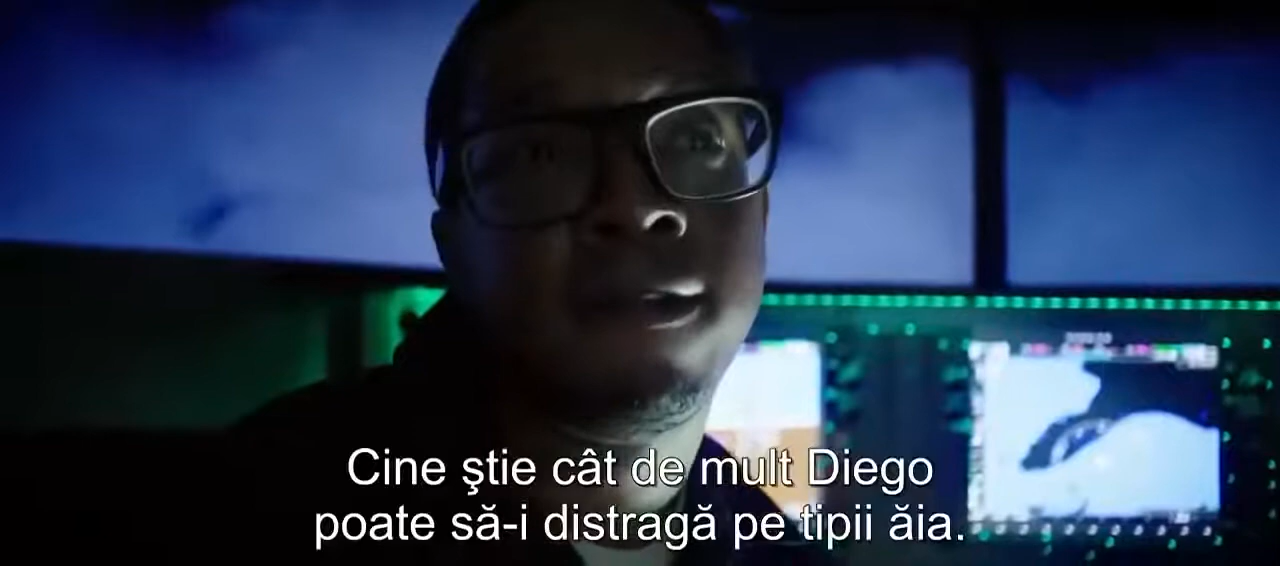 Cine ştie cât de mult Diego
poate să-i distragă pe tipii ăia.